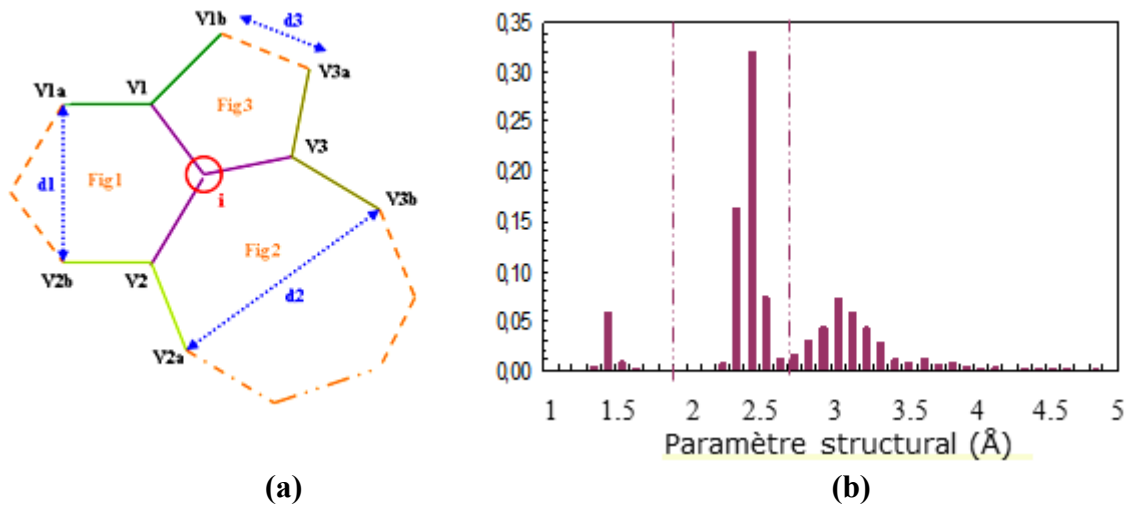 V1b
d3
V3a
V1a
V1
Fig3
V3
d1
Fig1
i
V3b
V2b
V2
Fig2
d2
V2a
(a)
0,35
0,30
0,25
0,20
0,15
0,10
0,05
0,00
1 1.5 2 2.5 3 3.5 4 4.5 5
Paramètre structural (Å)
(b)